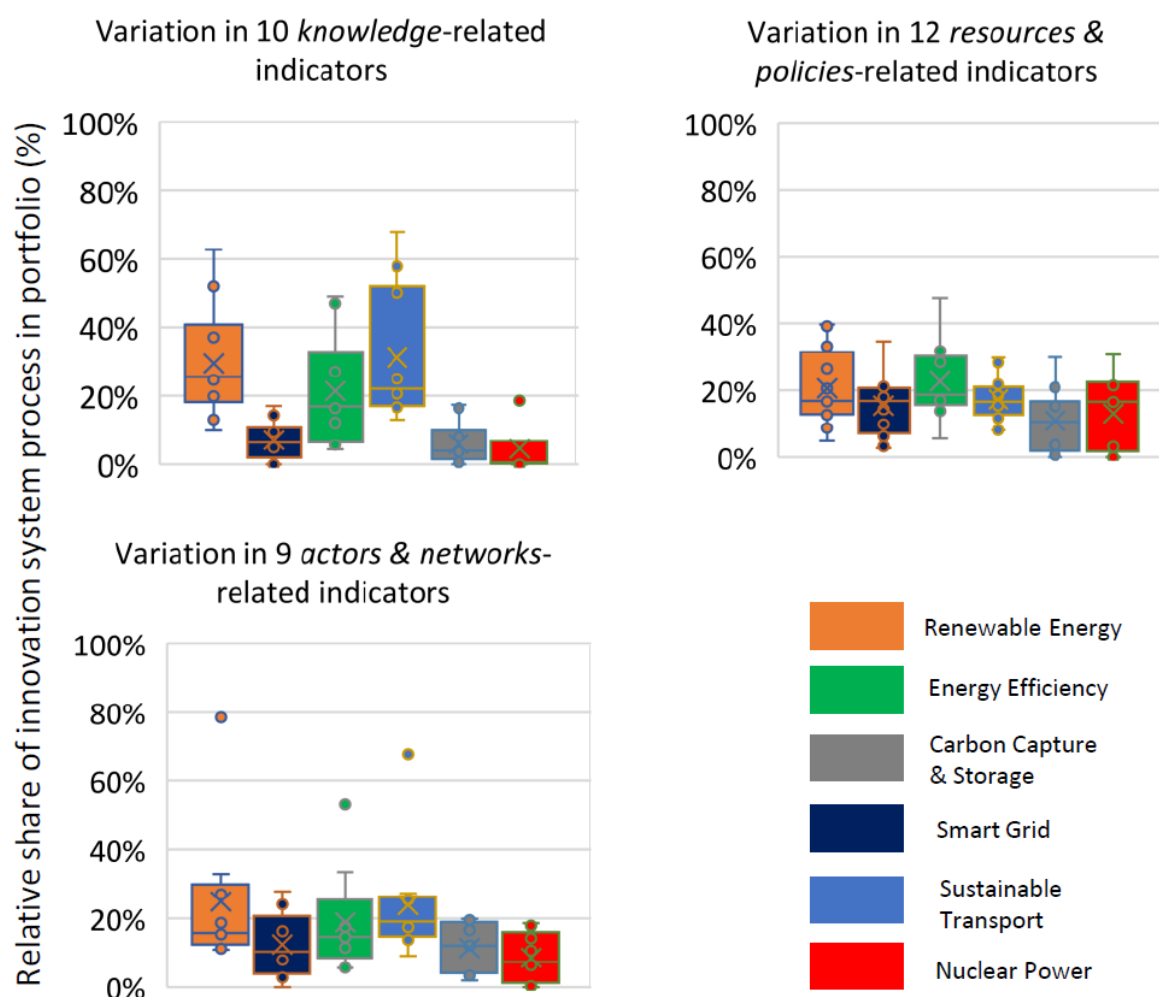 Variation in 10 knowledge-related
indicators
Variation in 12 resources &
policies-related indicators
Relative share of innovation system process in portfolio (%)
100%
80%
60%
40%
20%
0%
100%
80%
60%
40%
20%
0%
Variation in 9 actors & networks-
related indicators
100%
80%
60%
40%
20%
0%
Renewable Energy
Energy Efficiency
Carbon Capture
& Storage
Smart Grid
Sustainable
Transport
Nuclear Power